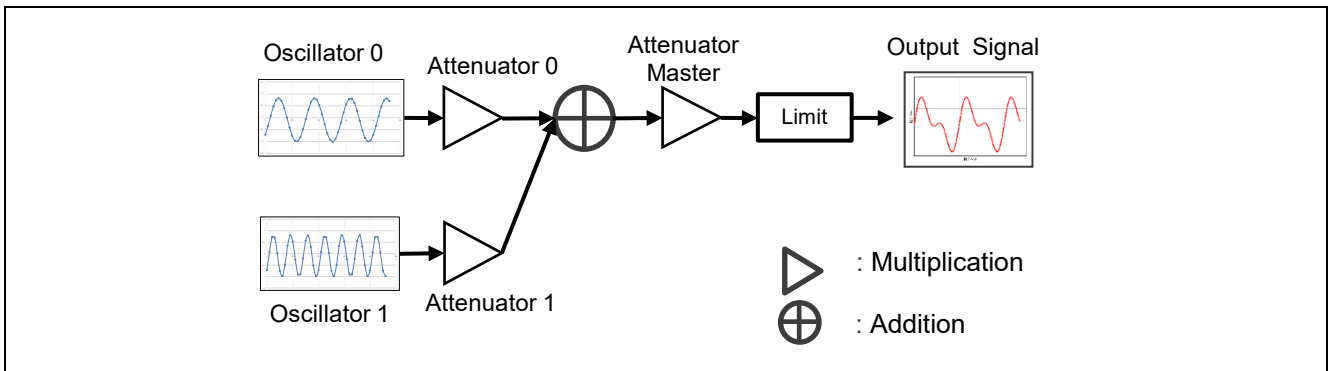 Oscillator 0
Attenuator 0
Attenuator
Master
Output Signal
Limit
Oscillator 1
Attenuator 1
: Multiplication
: Addition